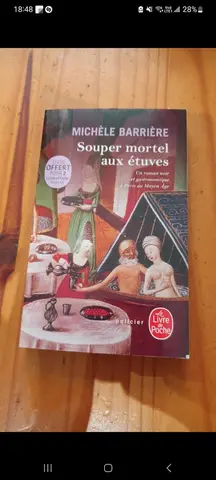 18:48
28%
MICHÈLE BARRIÈRE
Souper mortel
aux étuves
Un roman noir
et gastronomique
à Paris au Moyen Âge
OFFERT
policier
Le Livre
de
Poche